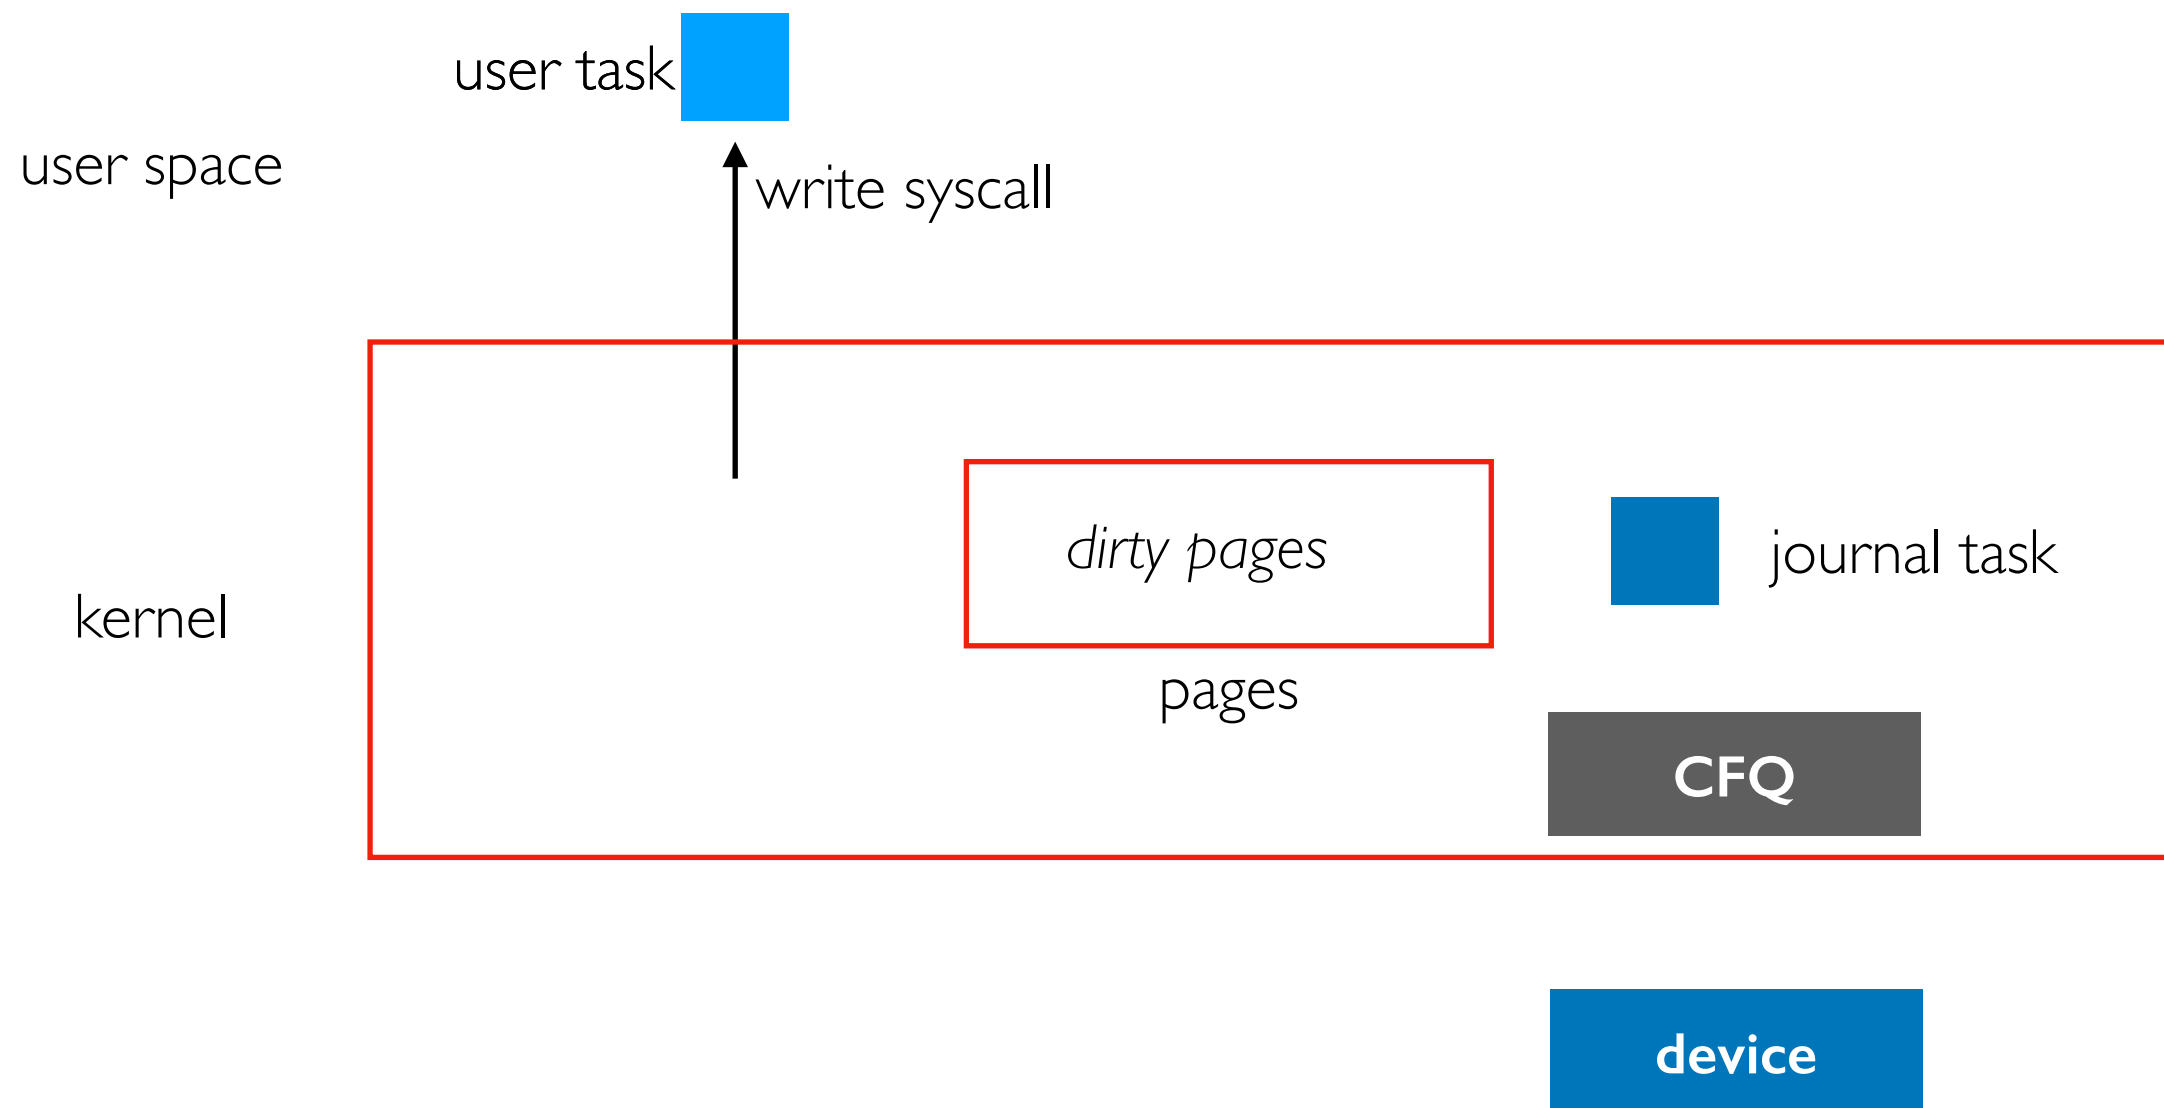 user task
user space
write syscall
dirty pages
journal task
kernel
pages
CFQ
device